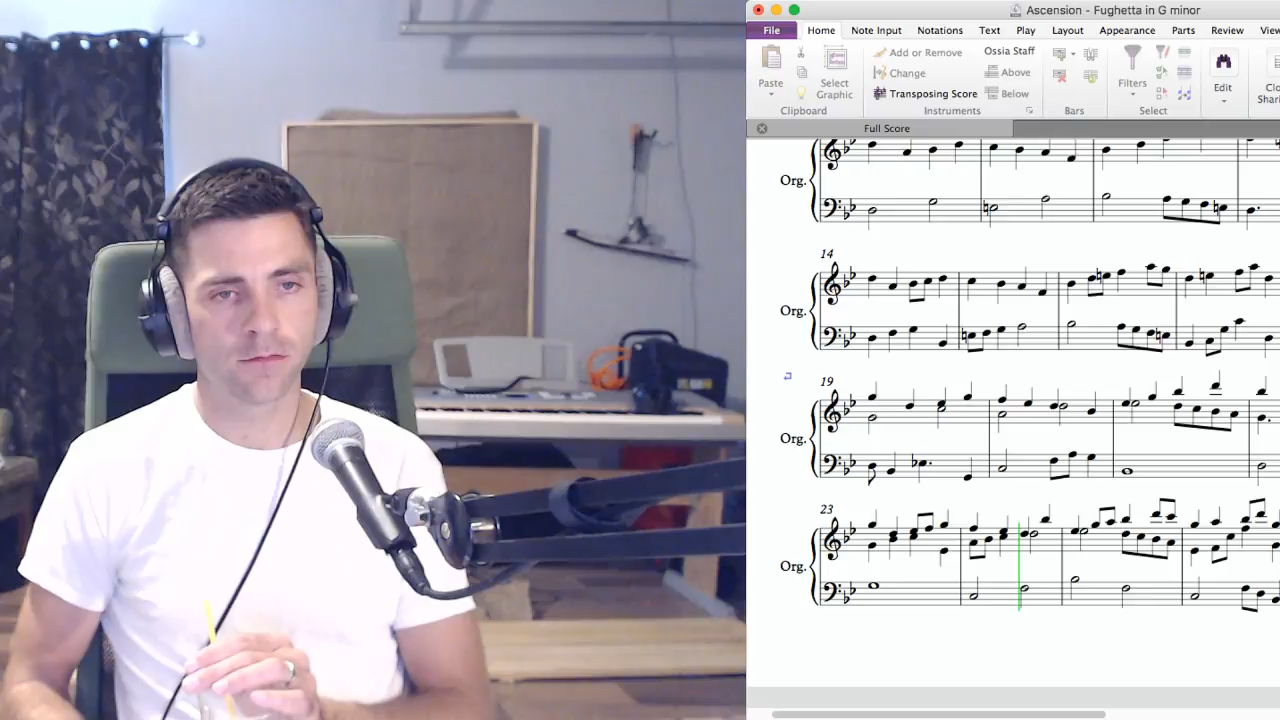 Ascension - Fughetta in G minor
File Home Note Input Notations Text Play Layout Appearance Parts Review View
Add or Remove Ossia Staff
Change Above
Paste Select Graphic Transposing Score Below Filters Edit
Clipboard Instruments Bars Select
Full Score
Org.
14
Org.
19
Org.
23
Org.